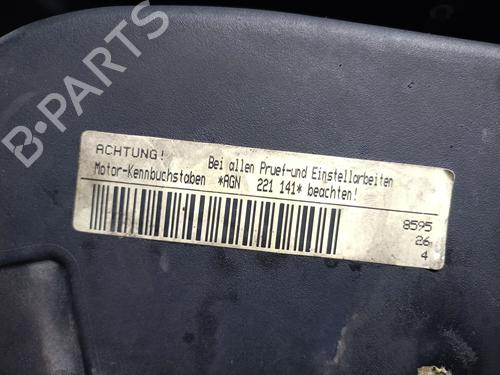 B-PARTS
ACHTUNG!
Bei allen Pruef-und Einstellarbeiten
Motor-Kennbuchstaben *AGN 221 141* beachten!
8595
26
4